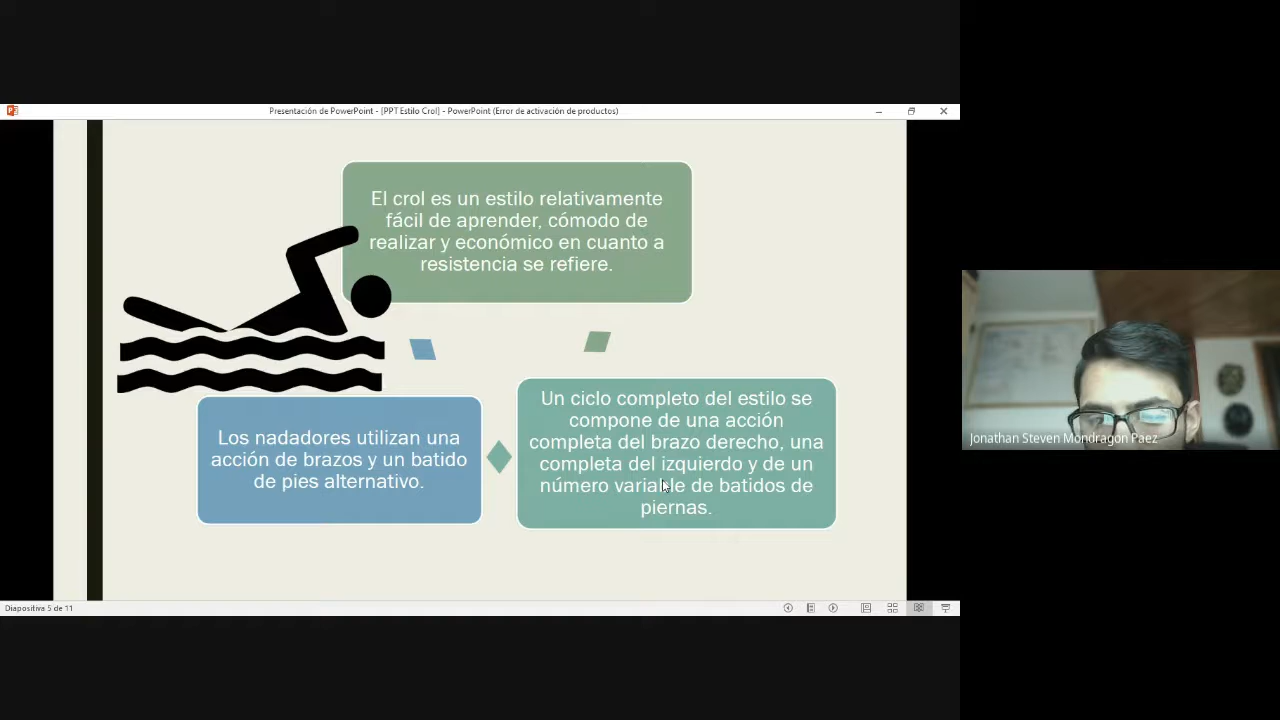 Presentación de PowerPoint - [PPT Estilo Crol] - PowerPoint (Error de activación de productos)
El crol es un estilo relativamente
fácil de aprender, cómodo de
realizar y económico en cuanto a
resistencia se refiere.
Los nadadores utilizan una
acción de brazos y un batido
de pies alternativo.
Un ciclo completo del estilo se
compone de una acción
completa del brazo derecho, una
completa del izquierdo y de un
número variable de batidos de
piernas.
Jonathan Steven Mondragon Paez
Diapositiva 5 de 11